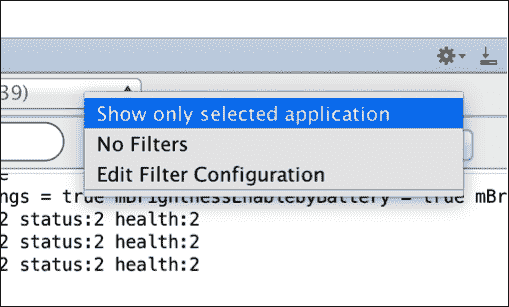 39)
Show only selected application
No Filters
Edit Filter Configuration
ngs = true mBrightnessEnablebyBattery = true mBr
2 status:2 health:2
2 status:2 health:2
2 status:2 health:2